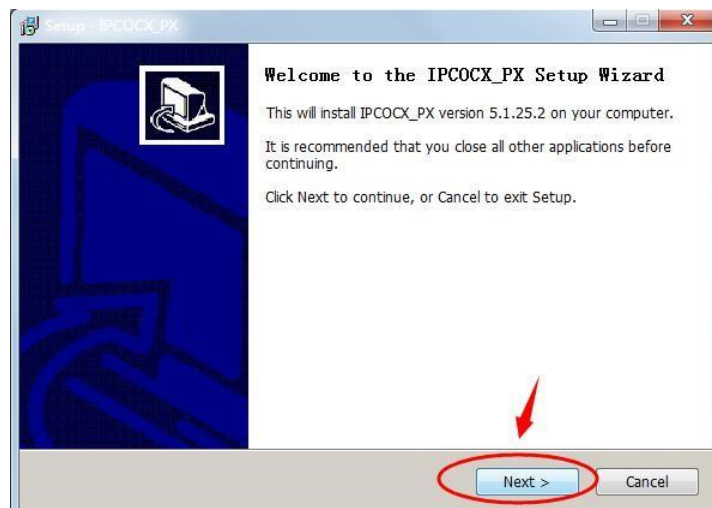 Setup - IPCOCX_PX
Welcome to the IPCOCX_PX Setup Wizard
This will install IPCOCX_PX version 5.1.25.2 on your computer.
It is recommended that you close all other applications before
continuing.
Click Next to continue, or Cancel to exit Setup.
Next >
Cancel